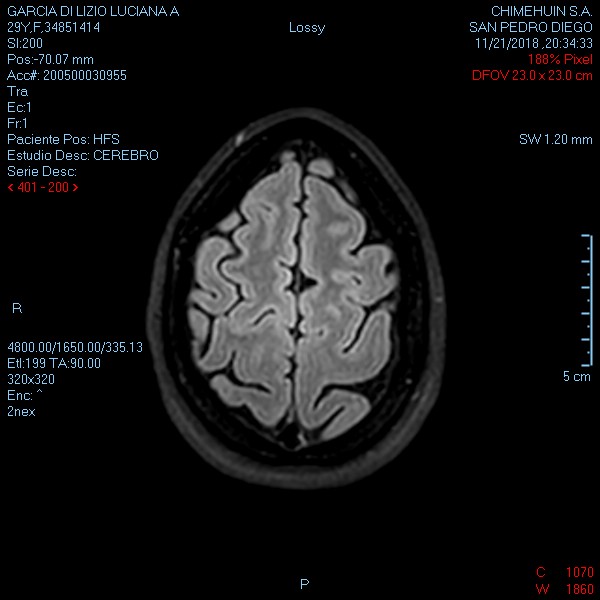 GARCIA DI LIZIO LUCIANA A
29Y,F,34851414
Sl:200
Pos:-70.07 mm
Acc#: 200500030955
Tra
Ec:1
Fr:1
Paciente Pos: HFS
Estudio Desc: CEREBRO
Serie Desc:
< 401 - 200 >
Lossy
CHIMEHUIN S.A.
SAN PEDRO DIEGO
11/21/2018 ,20:34:33
188% Pixel
DFOV 23.0 x 23.0 cm
SW 1.20 mm
R
4800.00/1650.00/335.13
Etl:199 TA:90.00
320x320
Enc: ^
2nex
5 cm
P
C 1070
W 1860